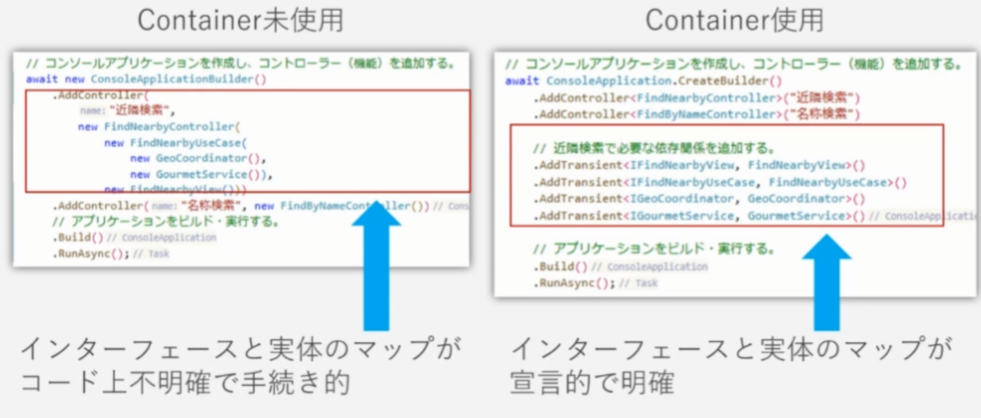 Container未使用
// コンソールアプリケーションを作成し、コントローラー（機能）を追加する。
await new ConsoleApplicationBuilder()
.AddController(
name: "近隣検索",
new FindNearbyController(
new FindNearbyUseCase(
new GeoCoordinator(),
new GourmetService()),
new FindNearbyView()))
.AddController( name: "名称検索", new FindByNameController()) // Cons
// アプリケーションをビルド・実行する。
.Build() // ConsoleApplication
.RunAsync(); // Task
インターフェースと実体のマップが
コード上不明確で手続き的
Container使用
// コンソールアプリケーションを作成し、コントローラー（機能）を追加する。
await ConsoleApplication.CreateBuilder()
.AddController<FindNearbyController>("近隣検索")
.AddController<FindByNameController>("名称検索")
// 近隣検索で必要な依存関係を追加する。
.AddTransient<IFindNearbyView, FindNearbyView>()
.AddTransient<IFindNearbyUseCase, FindNearbyUseCase>()
.AddTransient<IGeoCoordinator, GeoCoordinator>()
.AddTransient<IGourmetService, GourmetService>() // ConsoleApplicatio
// アプリケーションをビルド・実行する。
.Build() // ConsoleApplication
.RunAsync(); // Task
インターフェースと実体のマップが
宣言的で明確